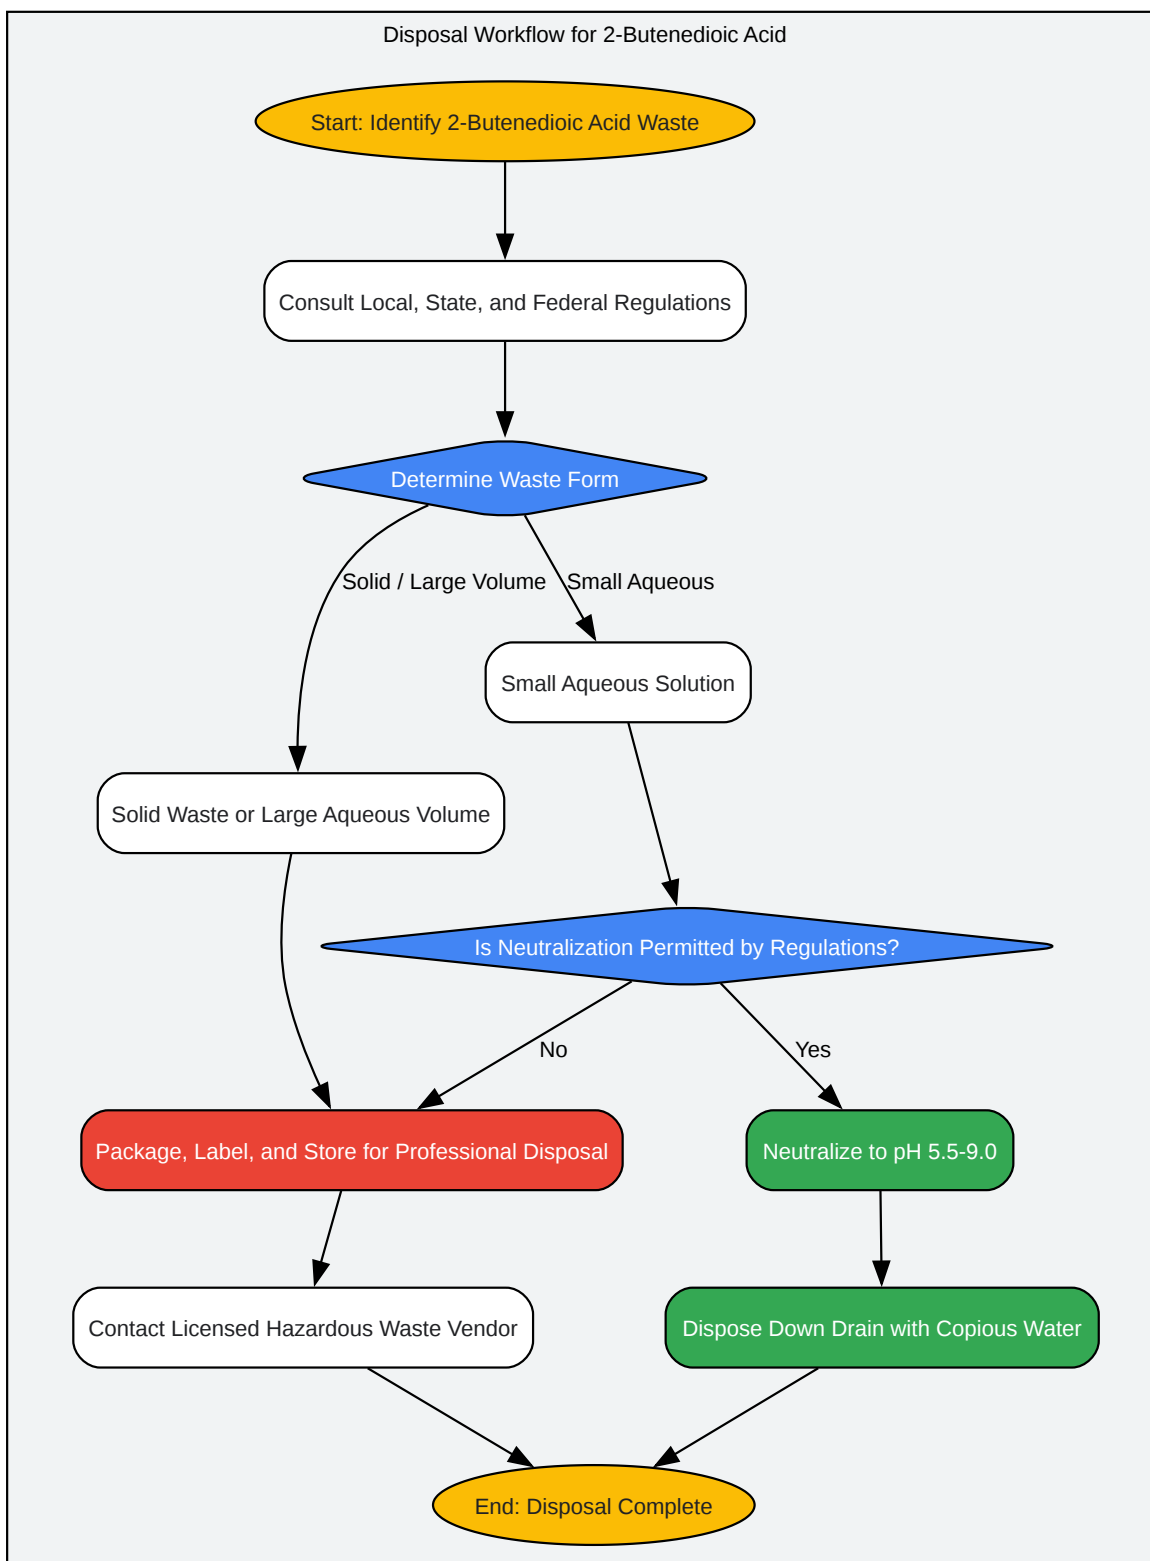 Disposal Workflow for 2-Butenedioic Acid
Start: Identify 2-Butenedioic Acid Waste
Consult Local, State, and Federal Regulations
Determine Waste Form
Solid / Large Volume
Small Aqueous
Small Aqueous Solution
Solid Waste or Large Aqueous Volume
Is Neutralization Permitted by Regulations?
No
Yes
Package, Label, and Store for Professional Disposal
Neutralize to pH 5.5-9.0
Contact Licensed Hazardous Waste Vendor
Dispose Down Drain with Copious Water
End: Disposal Complete